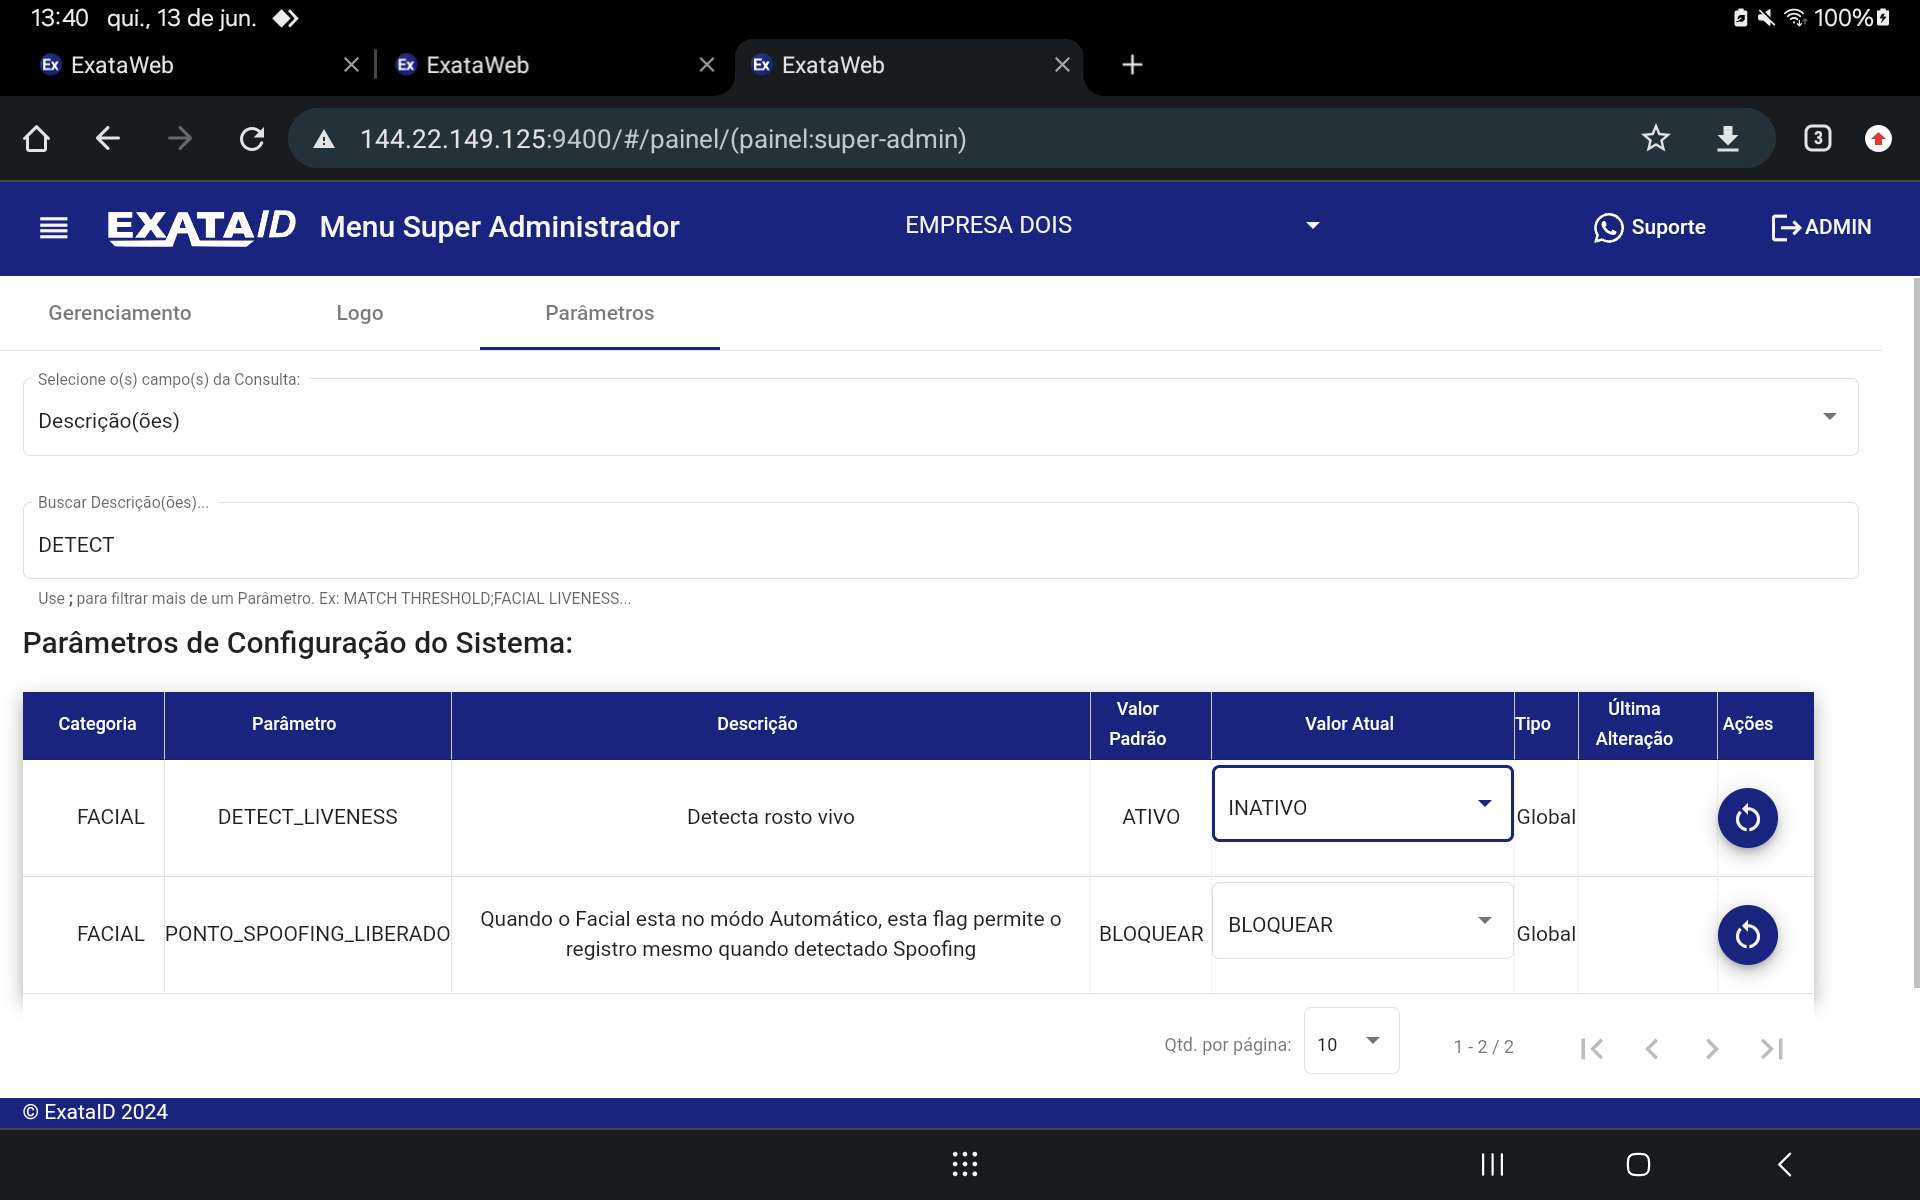 13:40 qui., 13 de jun. 100%
Ex ExataWeb Ex ExataWeb Ex ExataWeb
144.22.149.125:9400/#/painel/(painel:super-admin) 3
EXATAID Menu Super Administrador EMPRESA DOIS Suporte ADMIN
Gerenciamento Logo Parâmetros
Selecione o(s) campo(s) da Consulta:
Descrição(ões)
Buscar Descrição(ões)...
DETECT
Use ; para filtrar mais de um Parâmetro. Ex: MATCH THRESHOLD;FACIAL LIVENESS...
Parâmetros de Configuração do Sistema:
Categoria Parâmetro Descrição Valor Padrão Valor Atual Tipo Última Alteração Ações
FACIAL DETECT_LIVENESS Detecta rosto vivo ATIVO INATIVO Global
FACIAL PONTO_SPOOFING_LIBERADO Quando o Facial esta no módo Automático, esta flag permite o registro mesmo quando detectado Spoofing BLOQUEAR BLOQUEAR Global
Qtd. por página: 10 1 - 2 / 2
© ExataID 2024